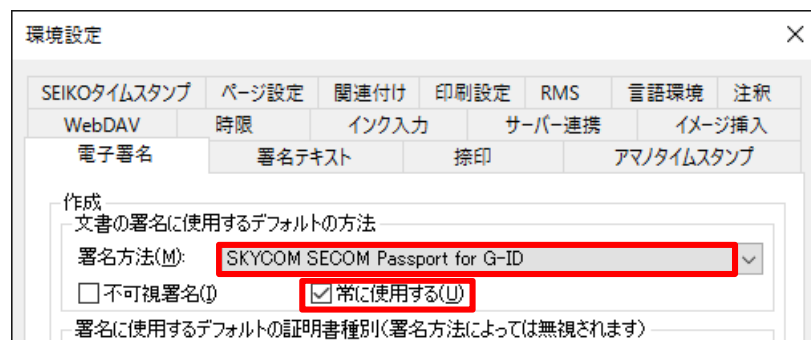 環境設定
SEIKOタイムスタンプ ページ設定 関連付け 印刷設定 RMS 言語環境 注釈
WebDAV 時限 インク入力 サーバー連携 イメージ挿入
電子署名 署名テキスト 捺印 アマノタイムスタンプ
作成
文書の署名に使用するデフォルトの方法
署名方法(M): SKYCOM SECOM Passport for G-ID
不可視署名(I) 常に使用する(U)
署名に使用するデフォルトの証明書種別(署名方法によっては無視されます)